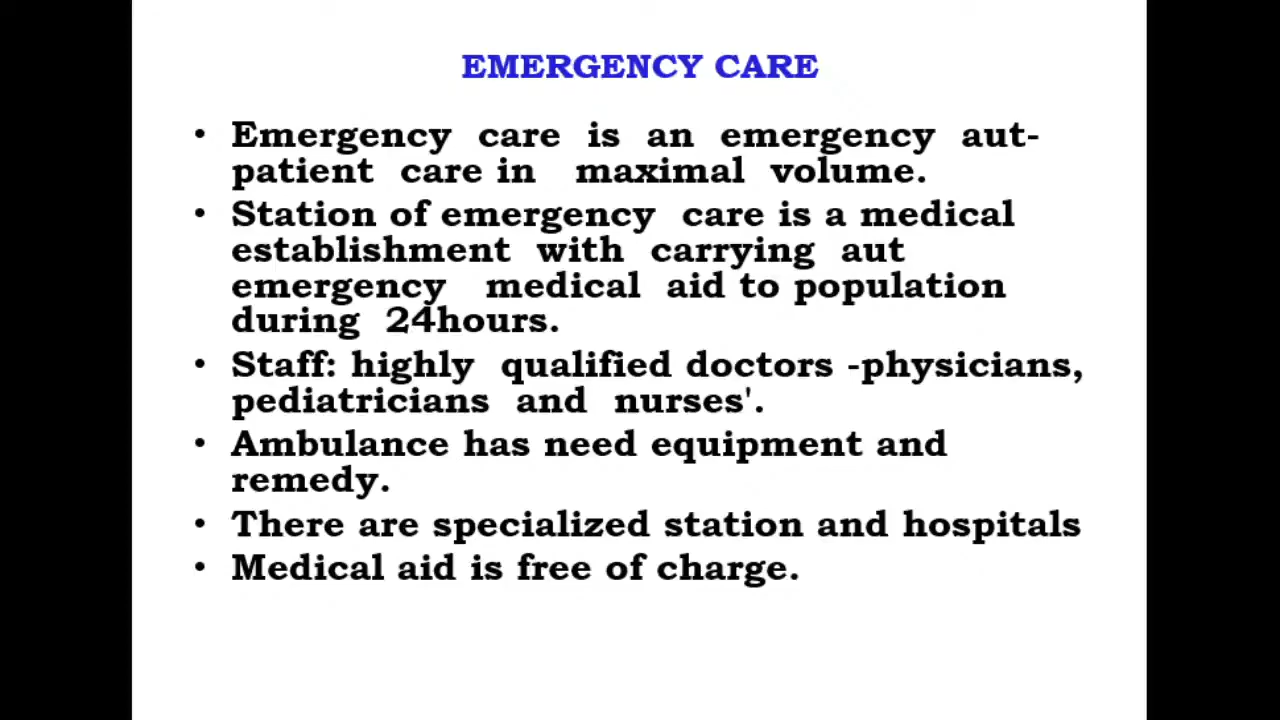 EMERGENCY CARE
• Emergency care is an emergency aut-
patient care in maximal volume.
• Station of emergency care is a medical
establishment with carrying aut
emergency medical aid to population
during 24hours.
• Staff: highly qualified doctors -physicians,
pediatricians and nurses'.
• Ambulance has need equipment and
remedy.
• There are specialized station and hospitals
• Medical aid is free of charge.